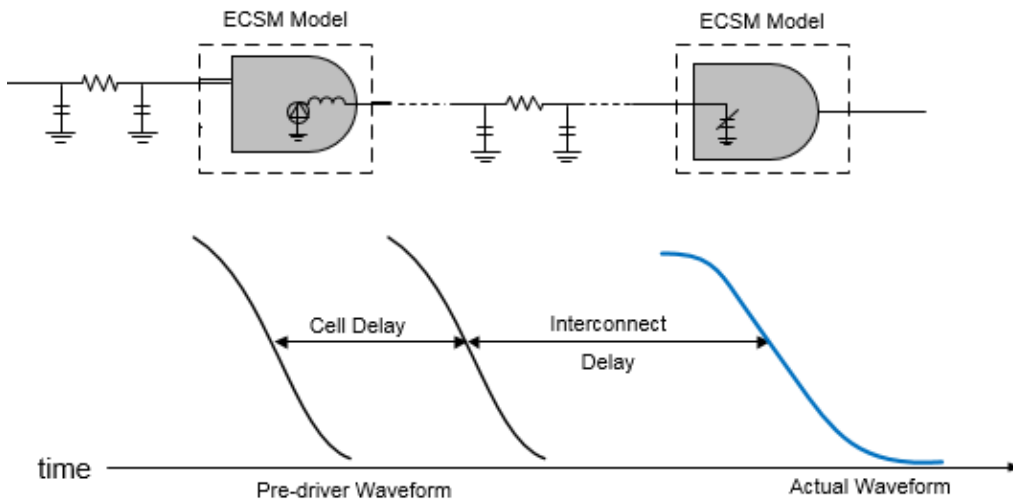 ECSM Model
ECSM Model
Cell Delay
Interconnect
Delay
time
Pre-driver Waveform
Actual Waveform